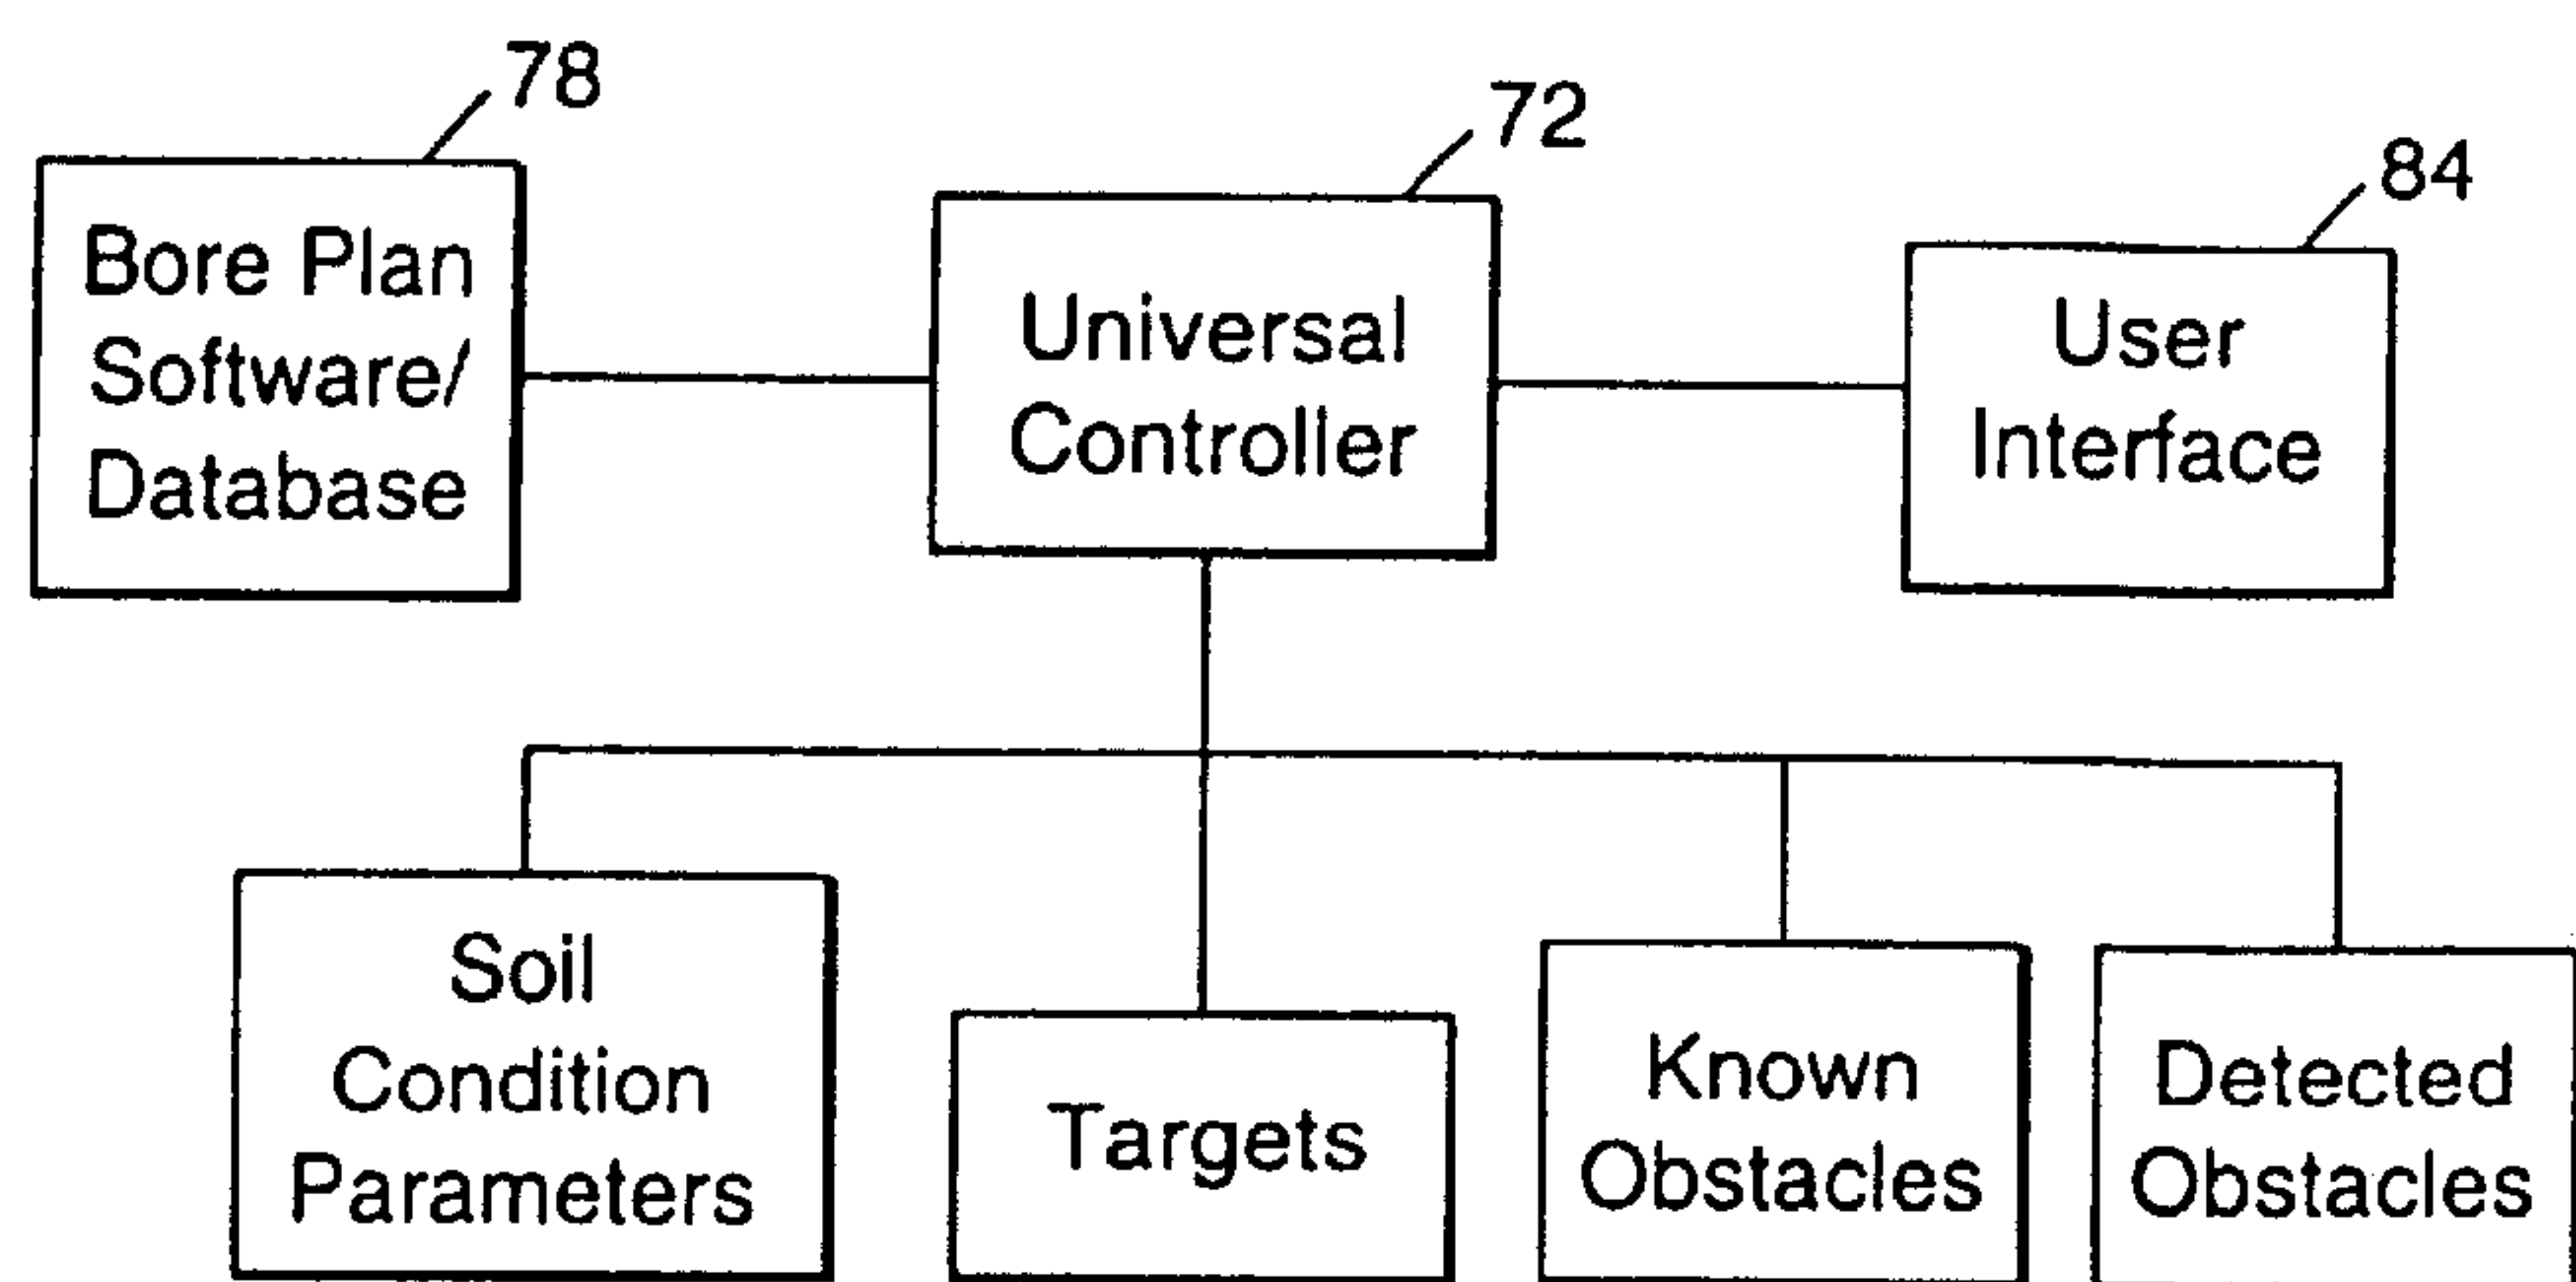 78
72
84
Bore Plan
Software/
Database
Universal
Controller
User
Interface
Soil
Condition
Parameters
Targets
Known
Obstacles
Detected
Obstacles